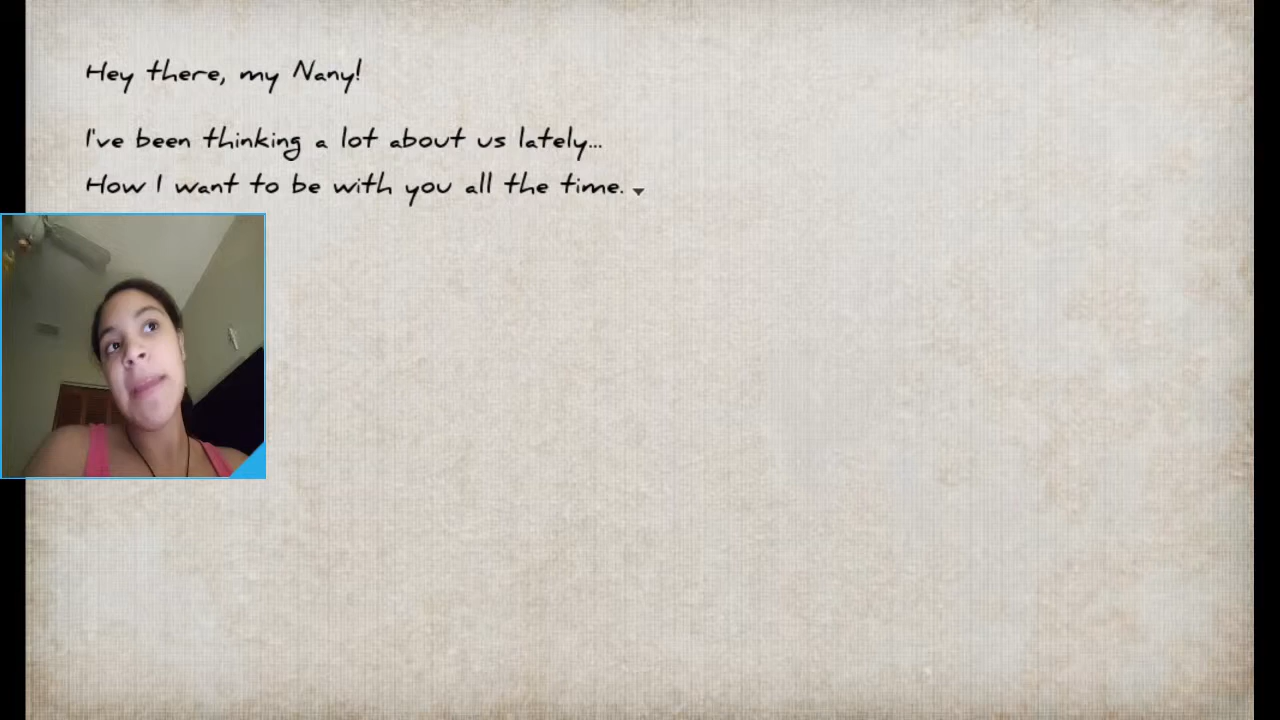 Hey there, my Nany!
I've been thinking a lot about us lately...
How I want to be with you all the time.